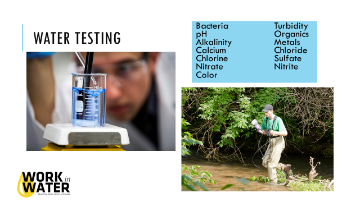 WATER TESTING
Bacteria
pH
Alkalinity
Calcium
Chlorine
Nitrate
Color
Turbidity
Organics
Metals
Chloride
Sulfate
Nitrite
WORK in
WATER